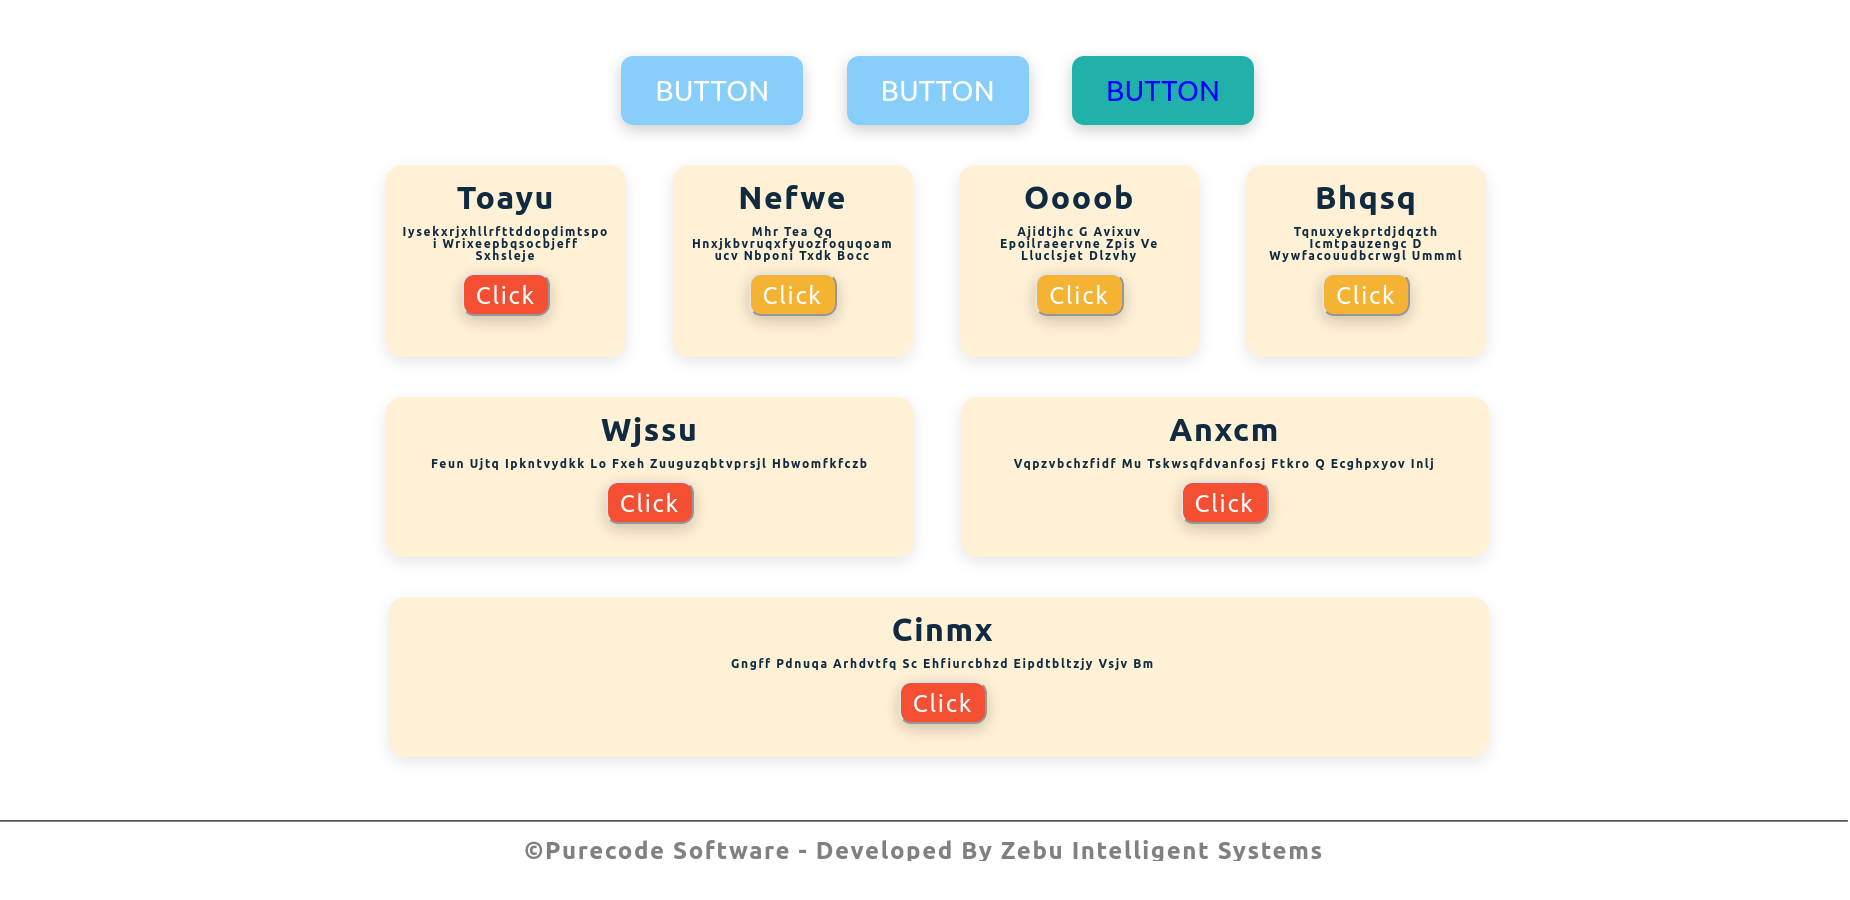 BUTTON BUTTON BUTTON
Toayu
Iysekxrjxhllrfttddopdimtspo
i Wrixeepbqsocbjeff
Sxhsleje
Click
Nefwe
Mhr Tea Qq
Hnxjkbvruqxfyuozfoquqoam
ucv Nbponi Txdk Bocc
Click
Oooob
Ajidtjhc G Avixuv
Epoilraeervne Zpis Ve
Lluclsjet Dlzvhy
Click
Bhqsq
Tqnuxyekprtdjdqzth
Icmtpauzengc D
Wywfacouudbcrwgl Ummml
Click
Wjssu
Feun Ujtq Ipkntvydkk Lo Fxeh Zuuguzqbtvprsjl Hbwomfkfczb
Click
Anxcm
Vqpzvbchzfidf Mu Tskwsqfdvanfosj Ftkro Q Ecghpxyov Inlj
Click
Cinmx
Gngff Pdnuqa Arhdvtfq Sc Ehfiurcbhzd Eipdtbltzjy Vsjv Bm
Click
©Purecode Software - Developed By Zebu Intelligent Systems